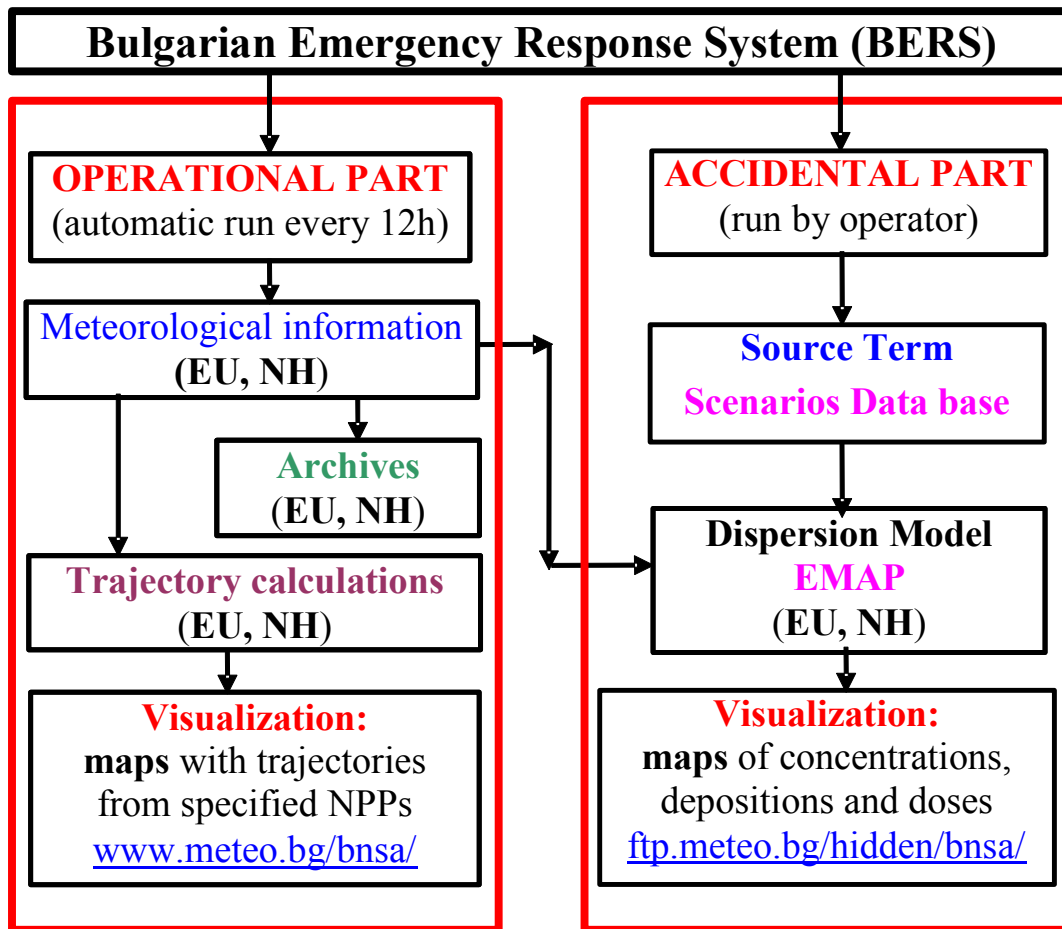 Bulgarian Emergency Response System (BERS)
OPERATIONAL PART
(automatic run every 12h)
Meteorological information
(EU, NH)
Archives
(EU, NH)
Trajectory calculations
(EU, NH)
Visualization:
maps with trajectories
from specified NPPs
www.meteo.bg/bnsa/
ACCIDENTAL PART
(run by operator)
Source Term
Scenarios Data base
Dispersion Model
EMAP
(EU, NH)
Visualization:
maps of concentrations,
depositions and doses
ftp.meteo.bg/hidden/bnsa/